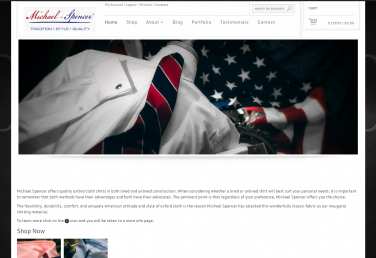 My Account - Logout - Wishlist - Compare
search for products
CART
0 ITEMS / $ 0.00
Michael - Spencer
TRADITION • STYLE • QUALITY
Home Shop About Blog Portfolio Testimonials Contact
Michael Spencer offers quality oxford cloth shirts in both lined and unlined construction. When considering whether a lined or unlined shirt will best suit your personal needs, it is important
to remember that both methods have their advantages and both have their advocates. The pertinent point is that regardless of your preference, Michael Spencer offers you the choice.
The flexibility, durability, comfort, and uniquely American attitude and style of oxford cloth is the reason Michael Spencer has selected this wonderfully classic fabric as our inaugural
shirting material.
To learn more click on the icon and you will be taken to a more info page.
Shop Now